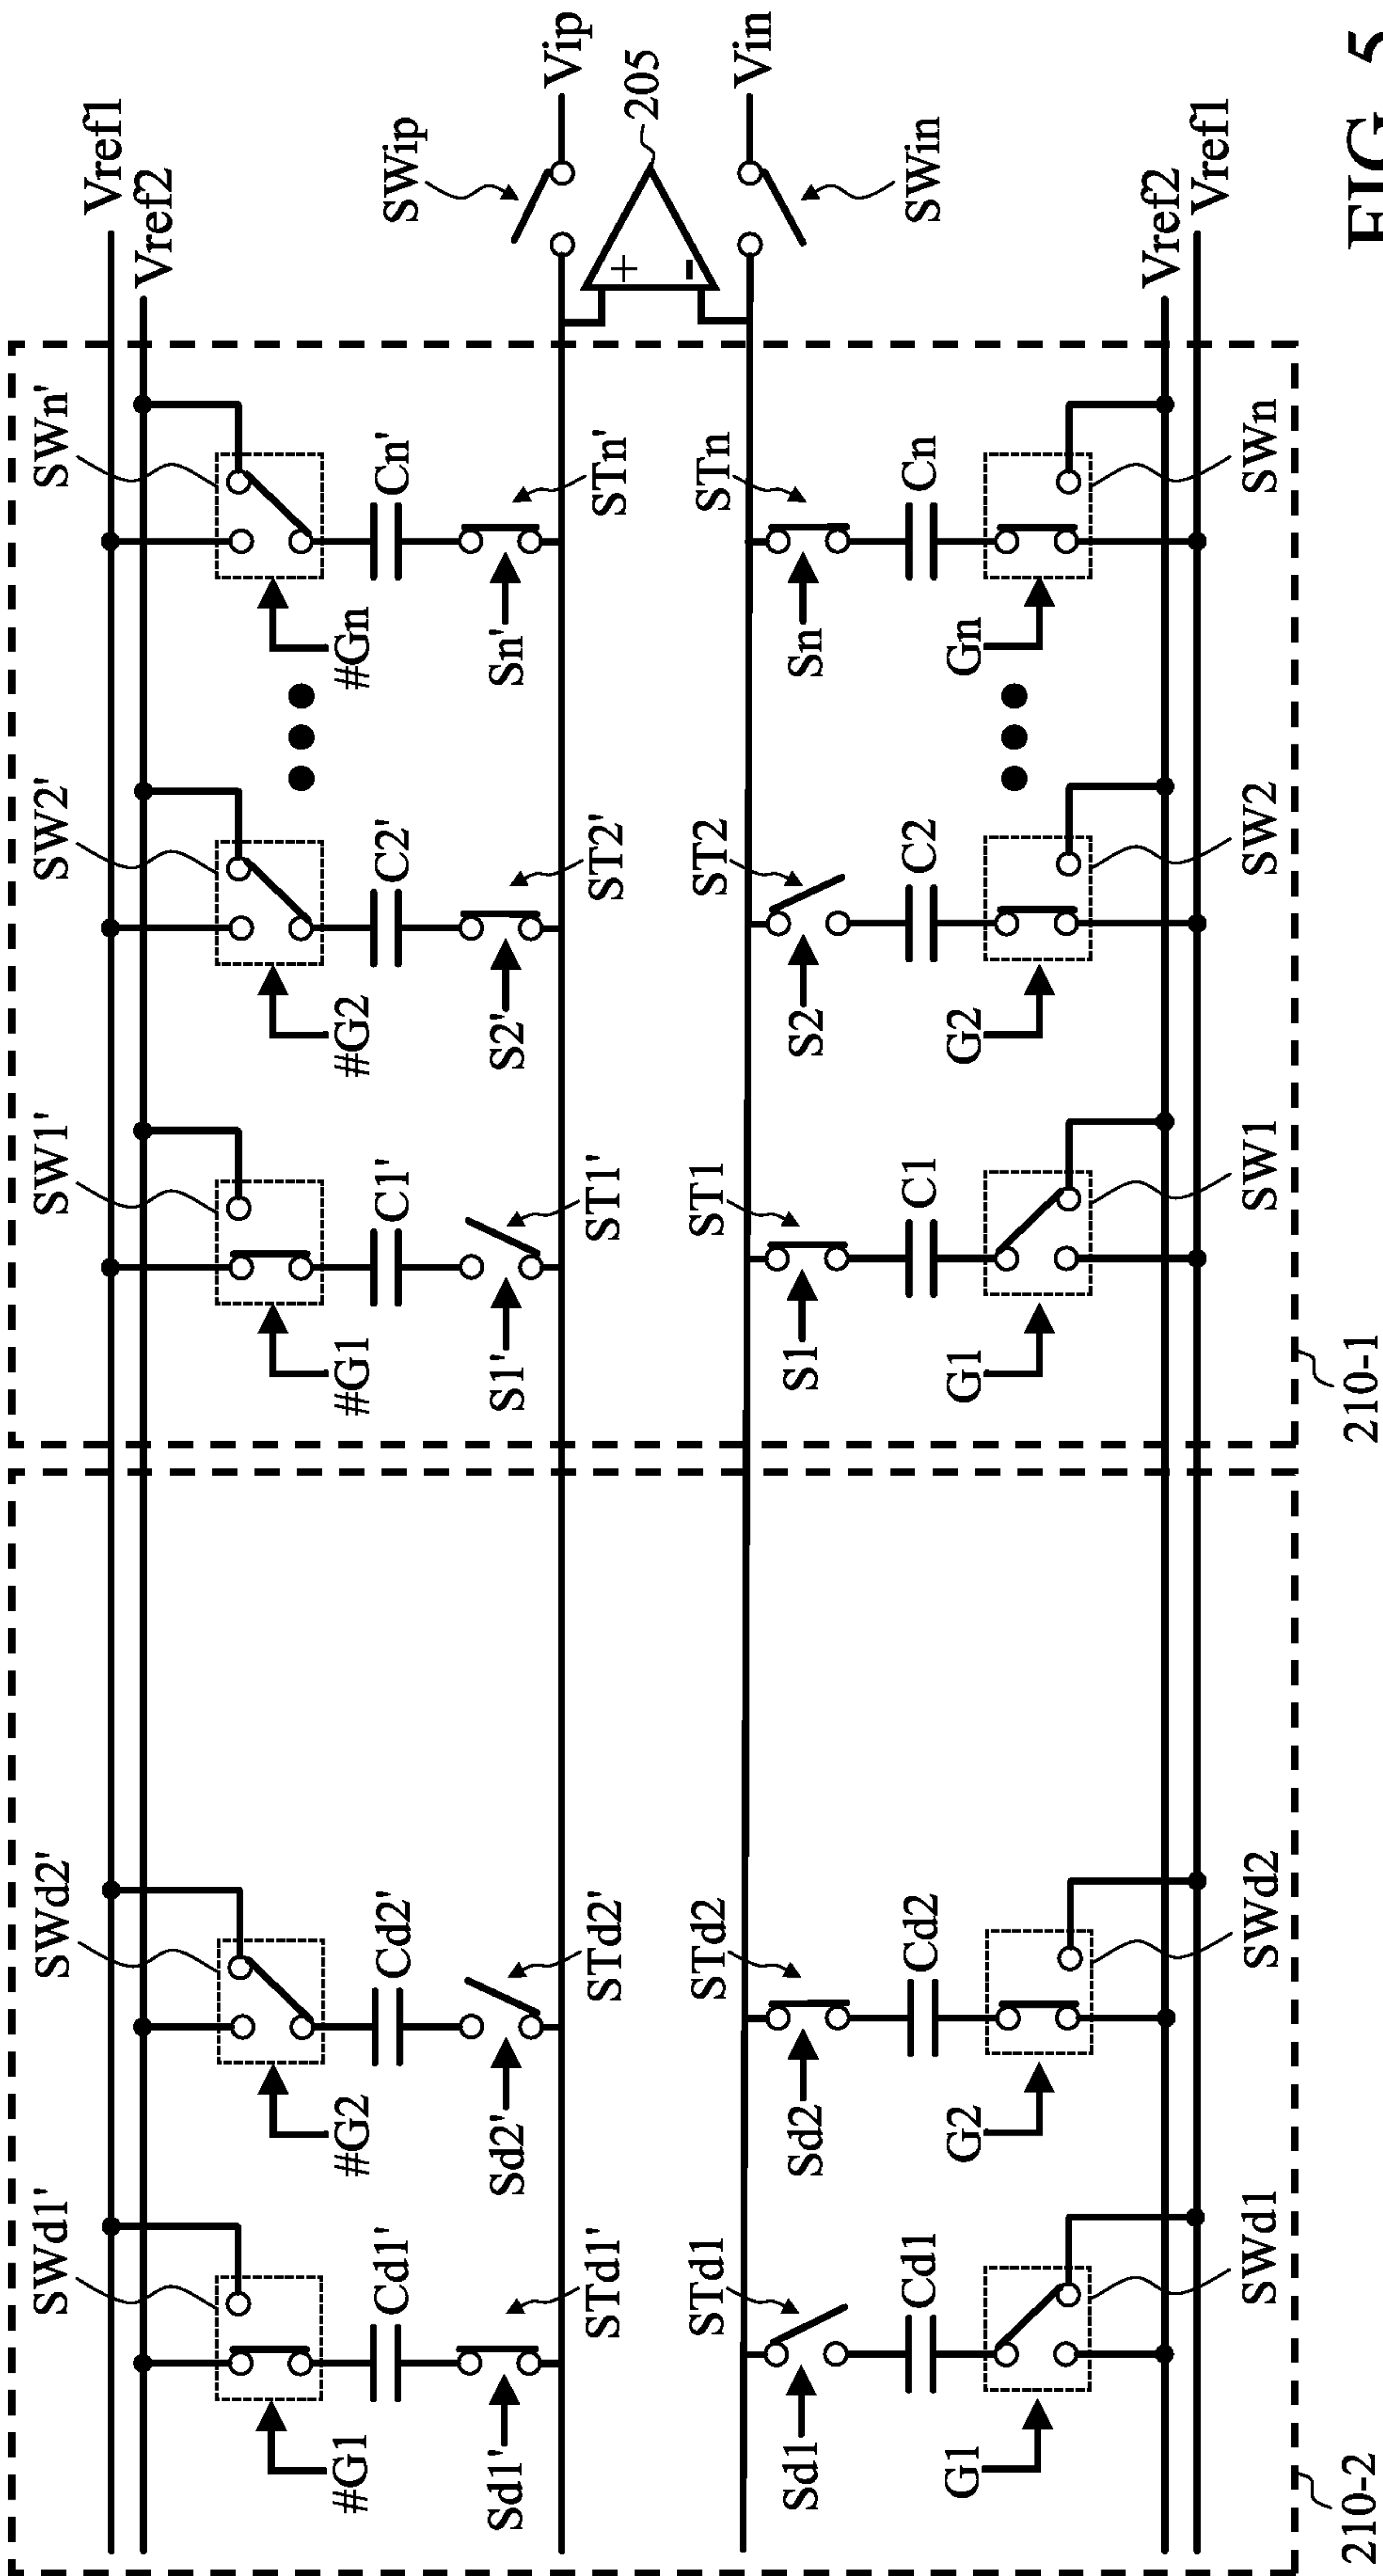 Vref1
Vref2
SWd1'
SWd2'
SW1'
SW2'
SWn'
#G1
#G2
#G1
#G2
#Gn
Cd1'
Cd2'
C1'
C2'
Cn'
Sd1'
Sd2'
S1'
S2'
Sn'
STd1'
STd2'
ST1'
ST2'
STn'
SWip
Vip
+
-
205
Vin
SWin
STd1
STd2
ST1
ST2
STn
Sd1
Sd2
S1
S2
Sn
Cd1
Cd2
C1
C2
Cn
G1
G2
G1
G2
Gn
Vref2
Vref1
SWd1
SWd2
SW1
SW2
SWn
210-2
210-1
FIG. 5